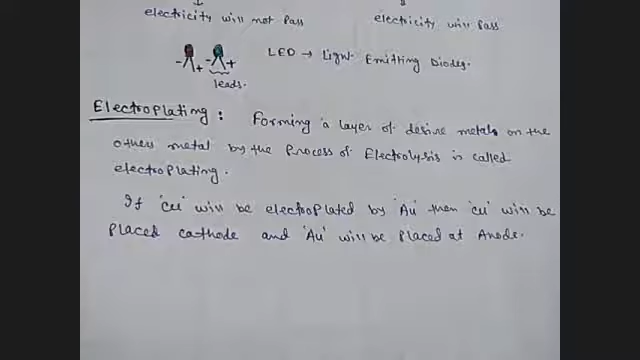 electricity will not Pass
electricity will Pass
- + - + LED → Light Emitting Diodes.
leads.
Electroplating : Forming a layer of desire metals on the
others metal by the Process of Electrolysis is called
electroplating.
If 'cu' will be electroplated by 'Au' then 'cu' will be
placed cathode and 'Au' will be placed at Anode.